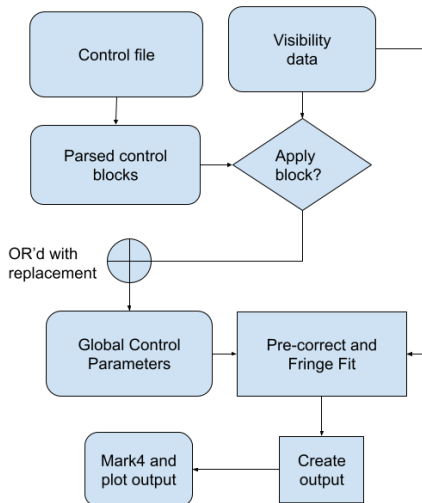 Control file
Visibility
data
Parsed control
blocks
Apply
block?
OR'd with
replacement
Global Control
Parameters
Pre-correct and
Fringe Fit
Mark4 and
plot output
Create
output